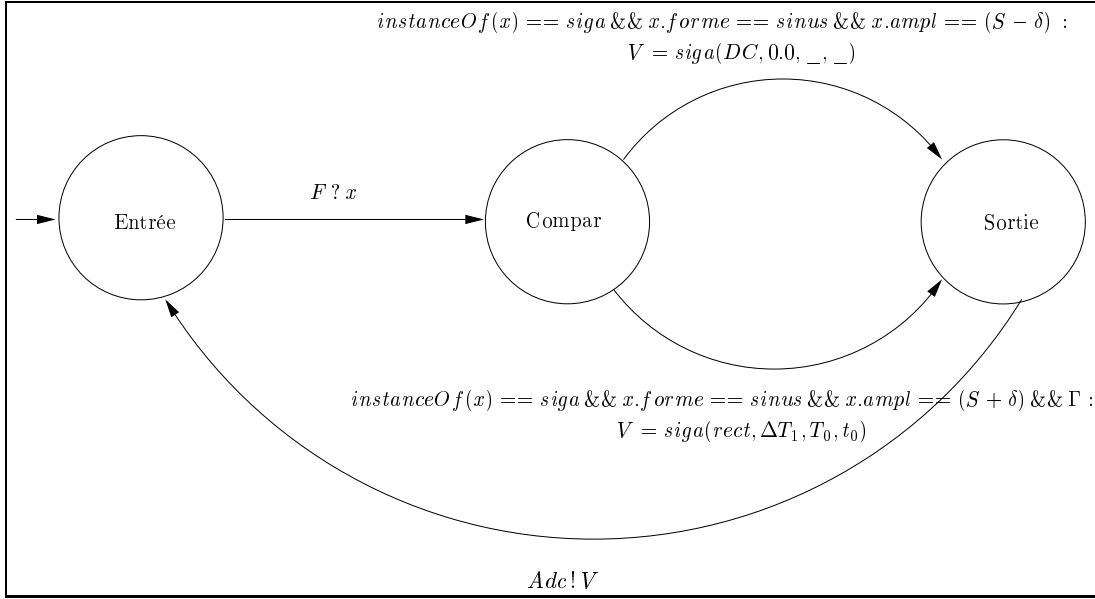 instanceOf(x) == siga && x.forme == sinus && x.ampl == (S − δ) :
V = siga(DC, 0.0, _, _)
F ? x
Entrée
Compar
Sortie
instanceOf(x) == siga && x.forme == sinus && x.ampl == (S + δ) && Γ :
V = siga(rect, ΔT₁, T₀, t₀)
Adc ! V